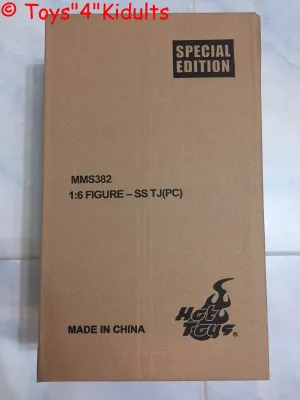 © Toys"4"Kidults
SPECIAL
EDITION
MMS382
1:6 FIGURE – SS TJ(PC)
Hot
Toys®
MADE IN CHINA